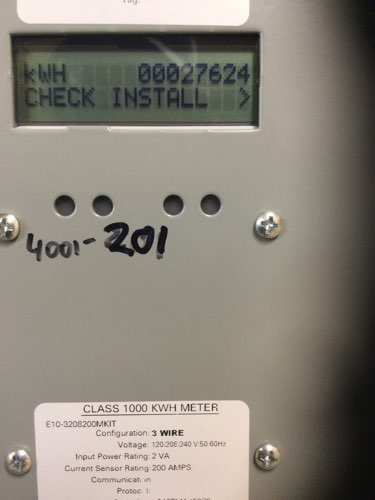 kWH 00027624
CHECK INSTALL >
4001-201
CLASS 1000 KWH METER
E10-3208200MKIT
Configuration: 3 WIRE
Voltage: 120:208:240 V:50-60Hz
Input Power Rating: 2 VA
Current Sensor Rating: 200 AMPS